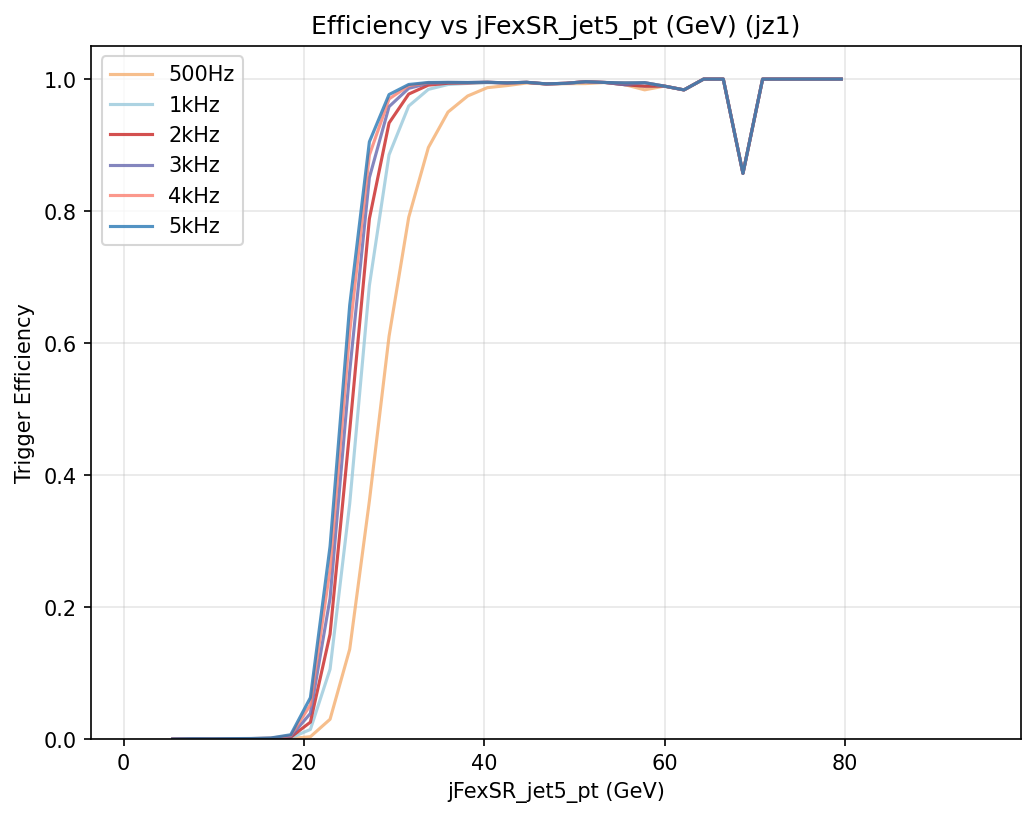 Efficiency vs jFexSR_jet5_pt (GeV) (jz1)
500Hz
1kHz
2kHz
3kHz
4kHz
5kHz
1.0
0.8
0.6
0.4
0.2
0.0
Trigger Efficiency
0 20 40 60 80
jFexSR_jet5_pt (GeV)